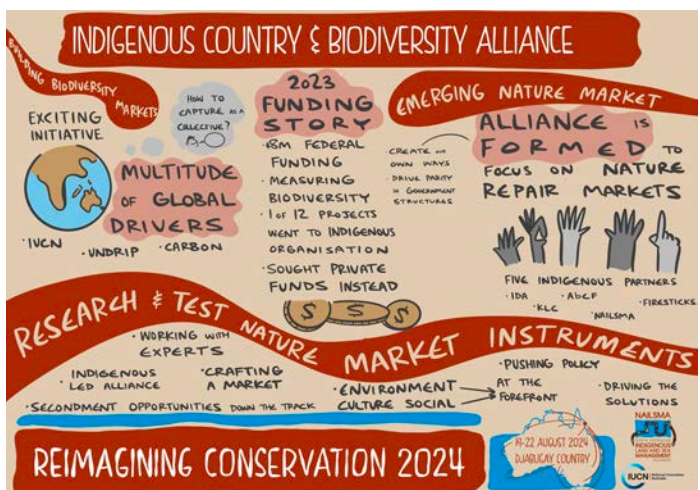 INDIGENOUS COUNTRY & BIODIVERSITY ALLIANCE
BUILDING BIODIVERSITY
MARKETS
EXCITING
INITIATIVE
HOW TO
CAPTURE AS A
COLLECTIVE?
MULTITUDE
OF GLOBAL
DRIVERS
· IUCN
· UNDRIP
· CARBON
2023
FUNDING
STORY
FEDERAL
FUNDING
· MEASURING
BIODIVERSITY
· 1 OF 12 PROJECTS
WENT TO INDIGENOUS
ORGANISATION
· SOUGHT PRIVATE
FUNDS INSTEAD
EMERGING NATURE MARKET
· CREATE OUR
OWN WAYS
· DRIVE PARITY
IN GOVERNMENT
STRUCTURES
ALLIANCE IS
FORMED TO
FOCUS ON NATURE
REPAIR MARKETS
FIVE INDIGENOUS PARTNERS
· IDA
· ABCF
· FIRESTICKS
· KLC
· NAILSMA
RESEARCH & TEST NATURE MARKET INSTRUMENTS
· WORKING WITH
EXPERTS
INDIGENOUS
· LED ALLIANCE
· CRAFTING
A MARKET
· SECONDMENT OPPORTUNITIES DOWN THE TRACK
· ENVIRONMENT
CULTURE SOCIAL
· PUSHING POLICY
AT THE
FOREFRONT
· DRIVING THE
SOLUTIONS
REIMAGINING CONSERVATION 2024
19-22 AUGUST 2024
DJABUGAY COUNTRY
NAILSMA
INDIGENOUS
LAND AND SEA
MANAGEMENT
IUCN